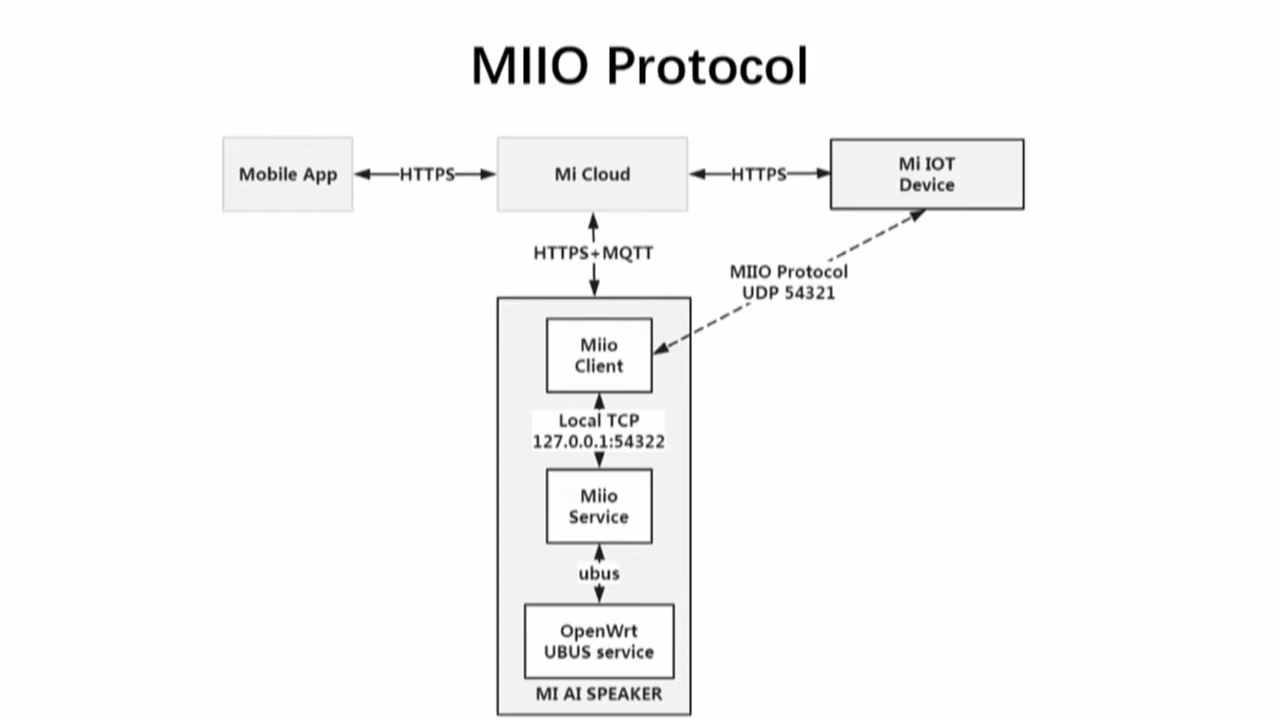 MIIO Protocol
Mobile App
HTTPS
Mi Cloud
HTTPS
Mi IOT
Device
HTTPS+MQTT
MIIO Protocol
UDP 54321
Miio
Client
Local TCP
127.0.0.1:54322
Miio
Service
ubus
OpenWrt
UBUS service
MI AI SPEAKER